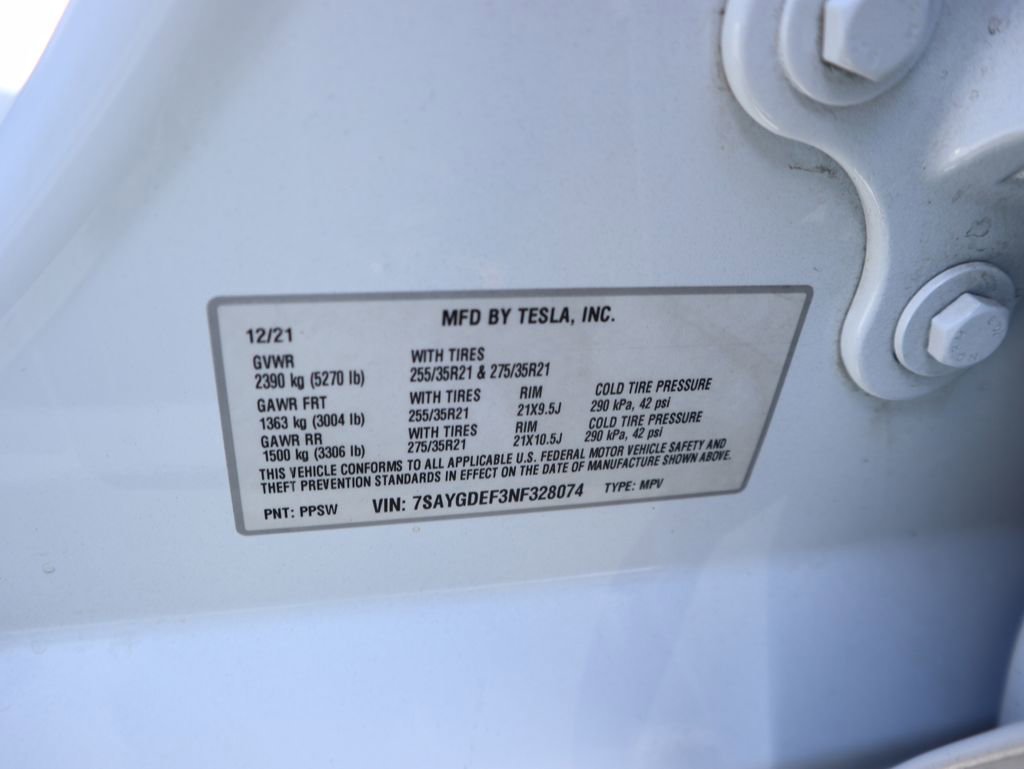 MFD BY TESLA, INC.
12/21
GVWR WITH TIRES
2390 kg (5270 lb) 255/35R21 & 275/35R21
GAWR FRT WITH TIRES RIM COLD TIRE PRESSURE
1363 kg (3004 lb) 255/35R21 21X9.5J 290 kPa, 42 psi
GAWR RR WITH TIRES RIM COLD TIRE PRESSURE
1500 kg (3306 lb) 275/35R21 21X10.5J 290 kPa, 42 psi
THIS VEHICLE CONFORMS TO ALL APPLICABLE U.S. FEDERAL MOTOR VEHICLE SAFETY AND
THEFT PREVENTION STANDARDS IN EFFECT ON THE DATE OF MANUFACTURE SHOWN ABOVE.
PNT: PPSW VIN: 7SAYGDEF3NF328074 TYPE: MPV